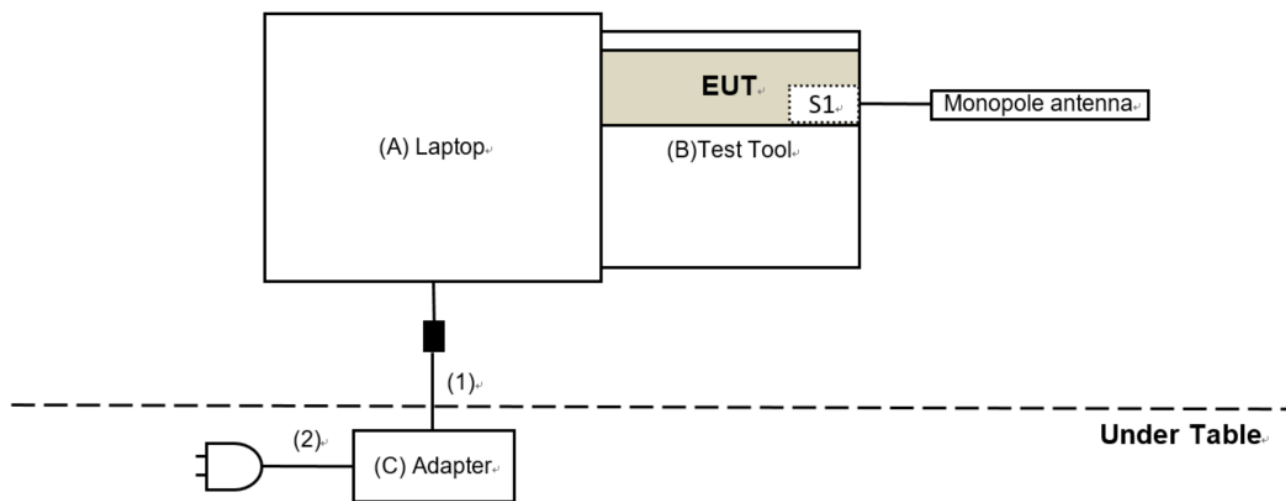 EUT
S1
Monopole antenna
(A) Laptop
(B)Test Tool
(1)
Under Table
(2)
(C) Adapter